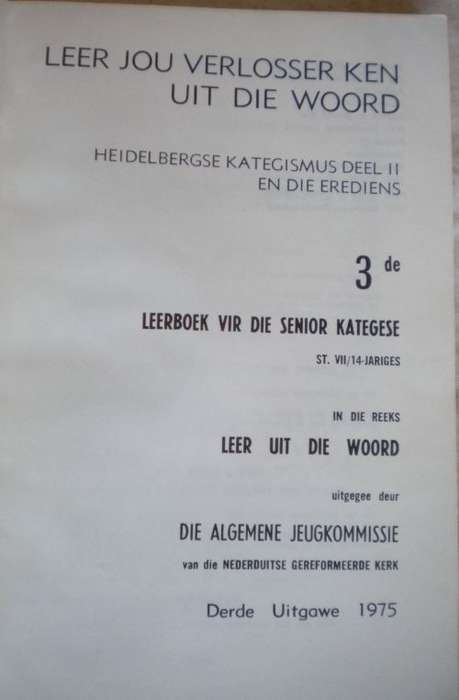 LEER JOU VERLOSSER KEN
UIT DIE WOORD
HEIDELBERGSE KATEGISMUS DEEL II
EN DIE EREDIENS
3 de
LEERBOEK VIR DIE SENIOR KATEGESE
ST. VII/14-JARIGES
IN DIE REEKS
LEER UIT DIE WOORD
uitgegee deur
DIE ALGEMENE JEUGKOMMISSIE
van die NEDERDUITSE GEREFORMEERDE KERK
Derde Uitgawe 1975